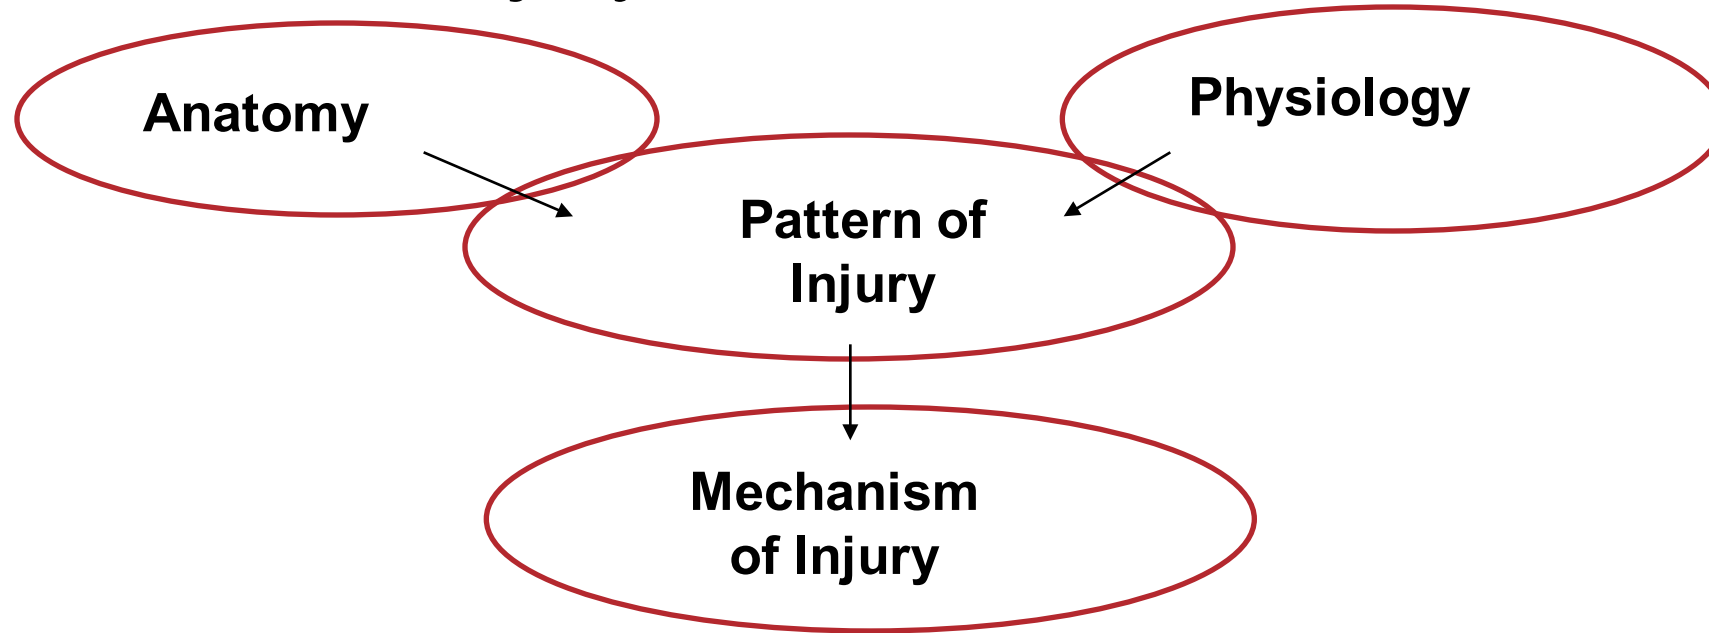 Anatomy
Physiology
Pattern of
Injury
Mechanism
of Injury